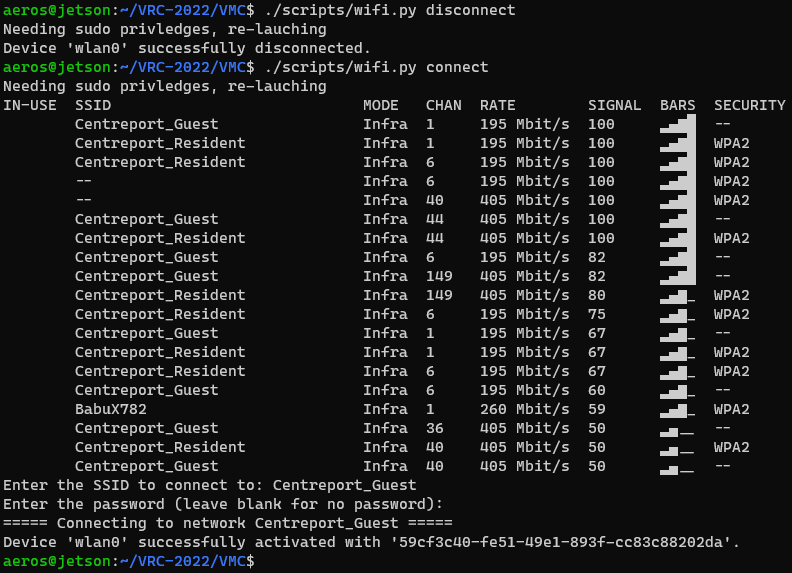 aeros@jetson:~/VRC-2022/VMC$ ./scripts/wifi.py disconnect
Needing sudo privledges, re-lauching
Device 'wlan0' successfully disconnected.
aeros@jetson:~/VRC-2022/VMC$ ./scripts/wifi.py connect
Needing sudo privledges, re-lauching
IN-USE  SSID                            MODE   CHAN  RATE        SIGNAL  BARS  SECURITY
        Centreport_Guest                Infra  1     195 Mbit/s  100     ▂▄▆█  --
        Centreport_Resident             Infra  1     195 Mbit/s  100     ▂▄▆█  WPA2
        Centreport_Resident             Infra  6     195 Mbit/s  100     ▂▄▆█  WPA2
        --                              Infra  6     195 Mbit/s  100     ▂▄▆█  WPA2
        --                              Infra  40    405 Mbit/s  100     ▂▄▆█  WPA2
        Centreport_Guest                Infra  44    405 Mbit/s  100     ▂▄▆█  --
        Centreport_Resident             Infra  44    405 Mbit/s  100     ▂▄▆█  WPA2
        Centreport_Guest                Infra  6     195 Mbit/s  82      ▂▄▆█  --
        Centreport_Guest                Infra  149   405 Mbit/s  82      ▂▄▆█  --
        Centreport_Resident             Infra  149   405 Mbit/s  80      ▂▄▆_  WPA2
        Centreport_Resident             Infra  6     195 Mbit/s  75      ▂▄▆_  WPA2
        Centreport_Guest                Infra  1     195 Mbit/s  67      ▂▄▆_  --
        Centreport_Resident             Infra  1     195 Mbit/s  67      ▂▄▆_  WPA2
        Centreport_Resident             Infra  6     195 Mbit/s  67      ▂▄▆_  WPA2
        Centreport_Guest                Infra  6     195 Mbit/s  60      ▂▄▆_  --
        BabuX782                        Infra  1     260 Mbit/s  59      ▂▄▆_  WPA2
        Centreport_Guest                Infra  36    405 Mbit/s  50      ▂▄__  --
        Centreport_Resident             Infra  40    405 Mbit/s  50      ▂▄__  WPA2
        Centreport_Guest                Infra  40    405 Mbit/s  50      ▂▄__  --
Enter the SSID to connect to: Centreport_Guest
Enter the password (leave blank for no password):
===== Connecting to network Centreport_Guest =====
Device 'wlan0' successfully activated with '59cf3c40-fe51-49e1-893f-cc83c88202da'.
aeros@jetson:~/VRC-2022/VMC$